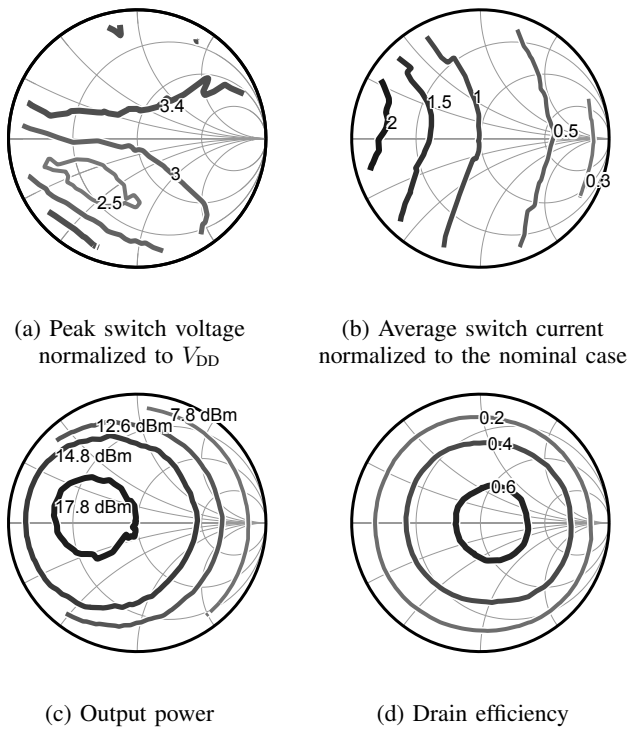 3.4
3
2.5
2
1.5
1
0.5
0.3
(a) Peak switch voltage
normalized to VDD
(b) Average switch current
normalized to the nominal case
7.8 dBm
12.6 dBm
14.8 dBm
17.8 dBm
0.2
0.4
0.6
(c) Output power
(d) Drain efficiency